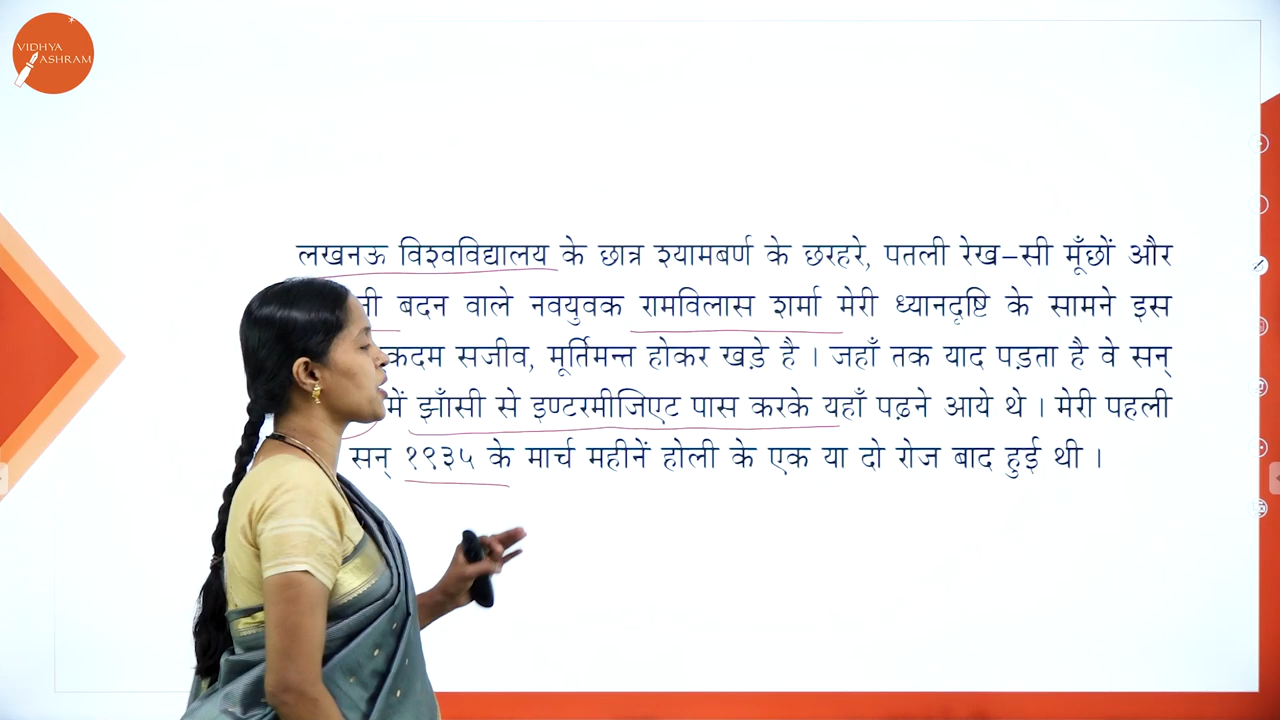 VIDHYA
ASHRAM
लखनऊ विश्वविद्यालय के छात्र श्यामबर्ण के छरहरे, पतली रेख-सी मूँछों और
बदन वाले नवयुवक रामविलास शर्मा मेरी ध्यानदृष्टि के सामने इस
सजीव, मूर्तिमन्त होकर खड़े है । जहाँ तक याद पड़ता है वे सन्
में झाँसी से इण्टरमीजिएट पास करके यहाँ पढ़ने आये थे । मेरी पहली
सन् १९३५ के मार्च महीनें होली के एक या दो रोज बाद हुई थी ।